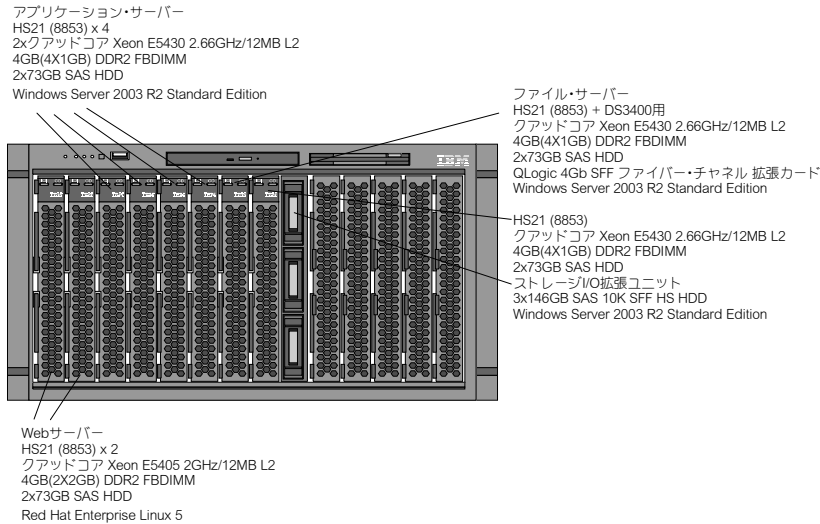 アプリケーション・サーバー
HS21 (8853) x 4
2xクアッドコア Xeon E5430 2.66GHz/12MB L2
4GB(4X1GB) DDR2 FBDIMM
2x73GB SAS HDD
Windows Server 2003 R2 Standard Edition
ファイル・サーバー
HS21 (8853) + DS3400用
クアッドコア Xeon E5430 2.66GHz/12MB L2
4GB(4X1GB) DDR2 FBDIMM
2x73GB SAS HDD
QLogic 4Gb SFF ファイバー・チャネル 拡張カード
Windows Server 2003 R2 Standard Edition
HS21 (8853)
クアッドコア Xeon E5430 2.66GHz/12MB L2
4GB(4X1GB) DDR2 FBDIMM
2x73GB SAS HDD
ストレージI/O拡張ユニット
3x146GB SAS 10K SFF HS HDD
Windows Server 2003 R2 Standard Edition
Webサーバー
HS21 (8853) x 2
クアッドコア Xeon E5405 2GHz/12MB L2
4GB(2X2GB) DDR2 FBDIMM
2x73GB SAS HDD
Red Hat Enterprise Linux 5